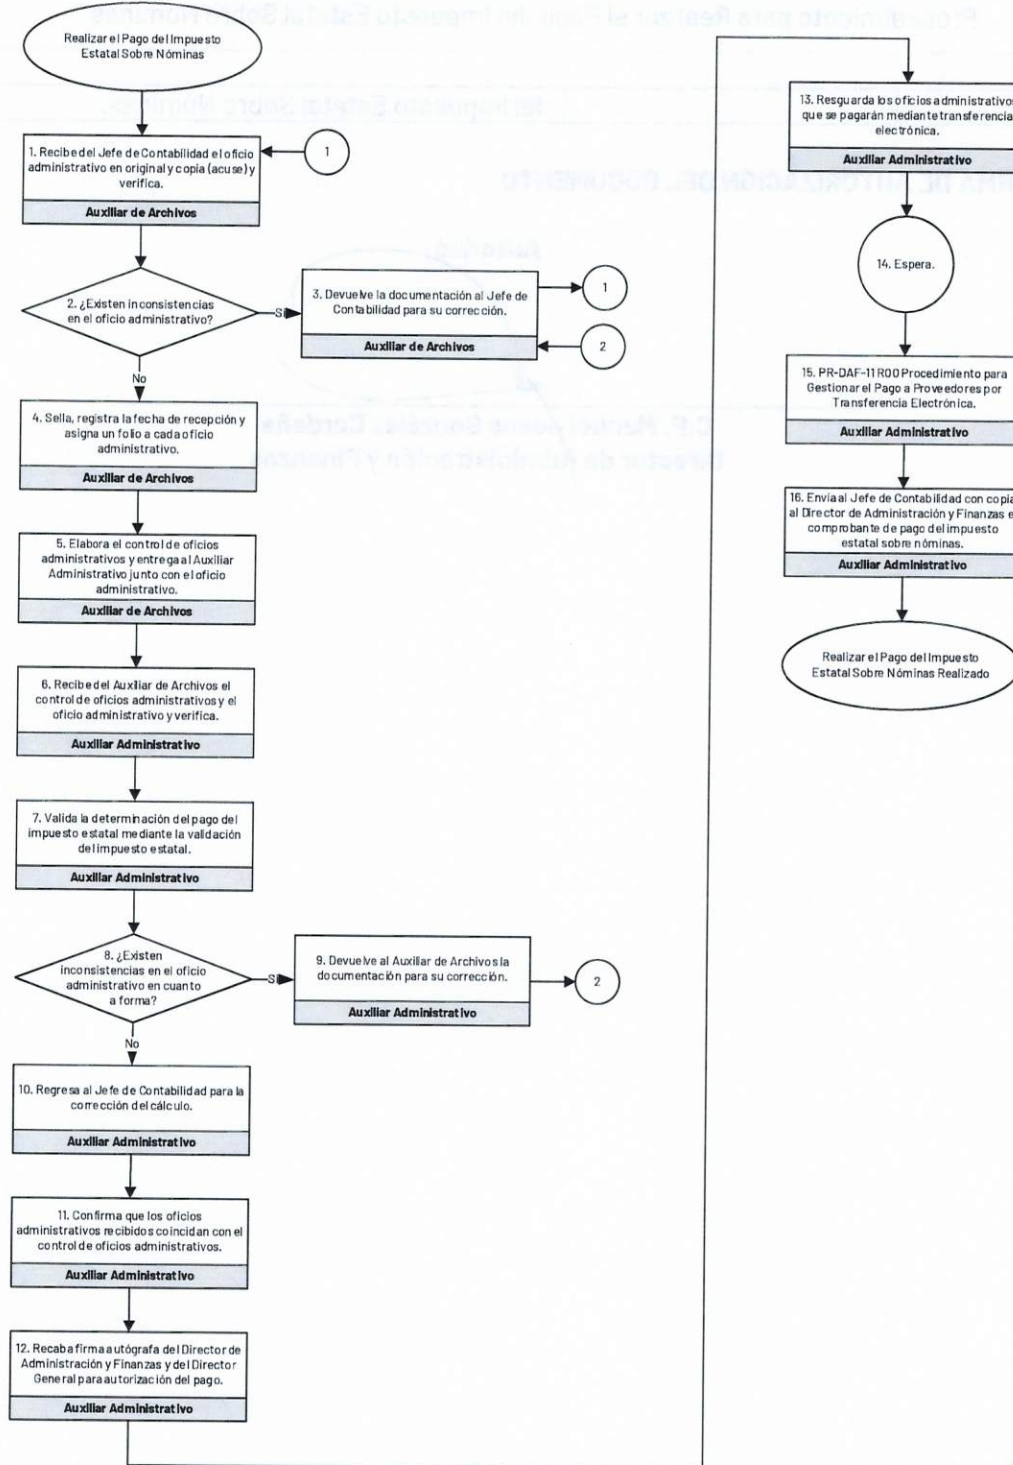 Realizar el Pago del Impuesto
Estatal Sobre Nóminas
1. Recibe del Jefe de Contabilidad el oficio
administrativo en original y copia (acuse) y
verifica.
Auxiliar de Archivos
1
2. ¿Existen inconsistencias
en el oficio administrativo?
Sí
3. Devuelve la documentación al Jefe de
Contabilidad para su corrección.
Auxiliar de Archivos
1
2
No
4. Sella, registra la fecha de recepción y
asigna un folio a cada oficio
administrativo.
Auxiliar de Archivos
5. Elabora el control de oficios
administrativos y entrega al Auxiliar
Administrativo junto con el oficio
administrativo.
Auxiliar de Archivos
6. Recibe del Auxiliar de Archivos el
control de oficios administrativos y el
oficio administrativo y verifica.
Auxiliar Administrativo
7. Valida la determinación del pago del
impuesto estatal mediante la validación
del impuesto estatal.
Auxiliar Administrativo
8. ¿Existen
inconsistencias en el oficio
administrativo en cuanto
a forma?
Sí
9. Devuelve al Auxiliar de Archivos la
documentación para su corrección.
Auxiliar Administrativo
2
No
10. Regresa al Jefe de Contabilidad para la
corrección del cálculo.
Auxiliar Administrativo
11. Confirma que los oficios
administrativos recibidos coincidan con el
control de oficios administrativos.
Auxiliar Administrativo
12. Recaba firma autógrafa del Director de
Administración y Finanzas y del Director
General para autorización del pago.
Auxiliar Administrativo
13. Resguarda los oficios administrativos
que se pagarán mediante transferencia
electrónica.
Auxiliar Administrativo
14. Espera.
15. PR-DAF-11 R00 Procedimiento para
Gestionar el Pago a Proveedores por
Transferencia Electrónica.
Auxiliar Administrativo
16. Envía al Jefe de Contabilidad con copia
al Director de Administración y Finanzas e
comprobante de pago del impuesto
estatal sobre nóminas.
Auxiliar Administrativo
Realizar el Pago del Impuesto
Estatal Sobre Nóminas Realizado